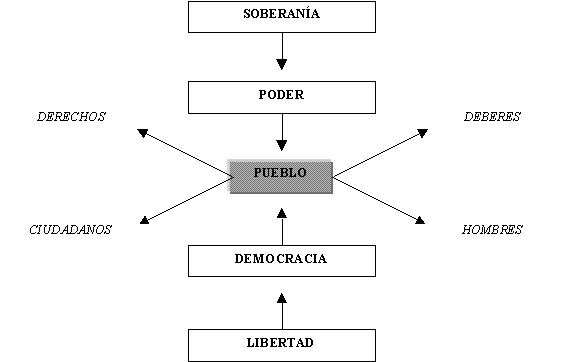 SOBERANÍA
PODER
DERECHOS
DEBERES
PUEBLO
CIUDADANOS
HOMBRES
DEMOCRACIA
LIBERTAD